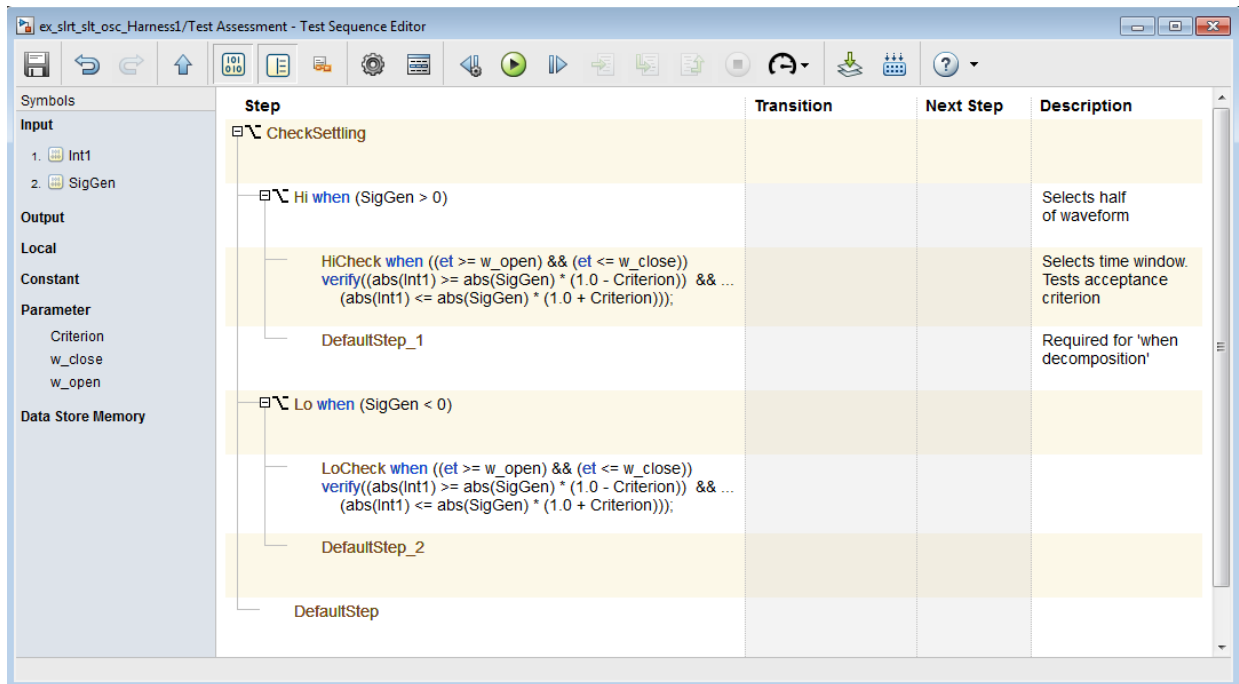 ex_slrt_slt_osc_Harness1/Test Assessment - Test Sequence Editor
Symbols
Input
1. Int1
2. SigGen
Output
Local
Constant
Parameter
Criterion
w_close
w_open
Data Store Memory
Step Transition Next Step Description
CheckSettling
Hi when (SigGen > 0) Selects half
of waveform
HiCheck when ((et >= w_open) && (et <= w_close)) Selects time window.
verify((abs(Int1) >= abs(SigGen) * (1.0 - Criterion)) && ... Tests acceptance
(abs(Int1) <= abs(SigGen) * (1.0 + Criterion))); criterion
DefaultStep_1 Required for 'when
decomposition'
Lo when (SigGen < 0)
LoCheck when ((et >= w_open) && (et <= w_close))
verify((abs(Int1) >= abs(SigGen) * (1.0 - Criterion)) && ...
(abs(Int1) <= abs(SigGen) * (1.0 + Criterion)));
DefaultStep_2
DefaultStep